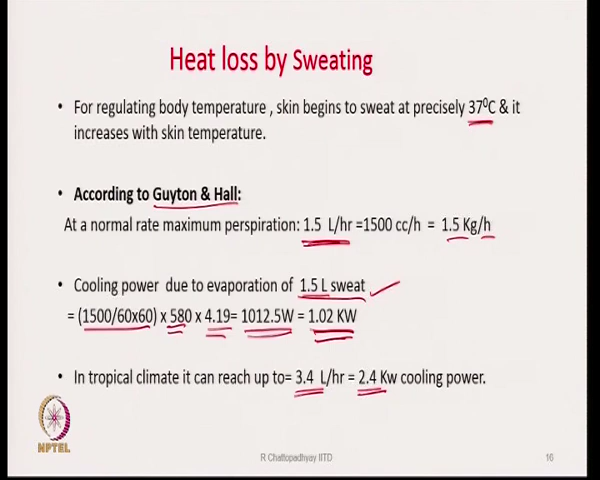 Heat loss by Sweating
• For regulating body temperature , skin begins to sweat at precisely 37⁰C & it
increases with skin temperature.
• According to Guyton & Hall:
At a normal rate maximum perspiration: 1.5 L/hr =1500 cc/h = 1.5 Kg/h
• Cooling power due to evaporation of 1.5 L sweat
= (1500/60x60) x 580 x 4.19= 1012.5W = 1.02 KW
• In tropical climate it can reach up to= 3.4 L/hr = 2.4 Kw cooling power.
NPTEL
R Chattopadhyay IITD
16